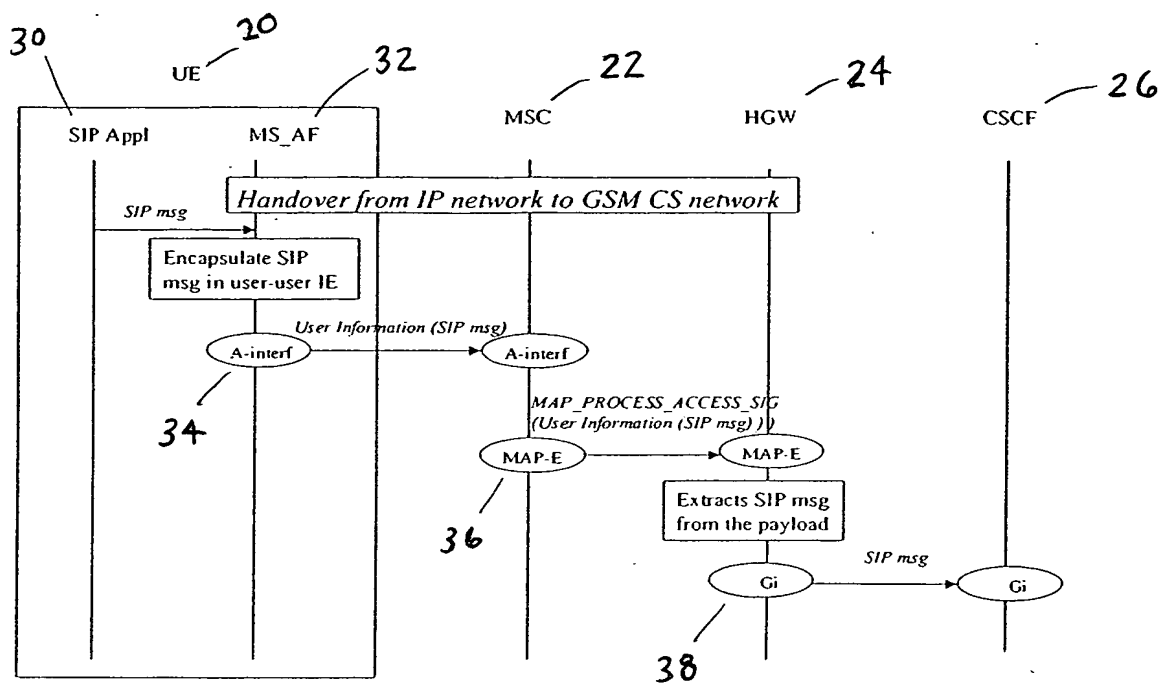 30
20
UE
32
22
24
26
SIP Appl
MS_AF
MSC
HGW
CSCF
Handover from IP network to GSM CS network
SIP msg
Encapsulate SIP
msg in user-user IE
User Information (SIP msg)
A-interf
A-interf
34
MAP_PROCESS_ACCESS_SIG
(User Information (SIP msg) ) )
MAP-E
MAP-E
36
Extracts SIP msg
from the payload
SIP msg
Gi
Gi
38